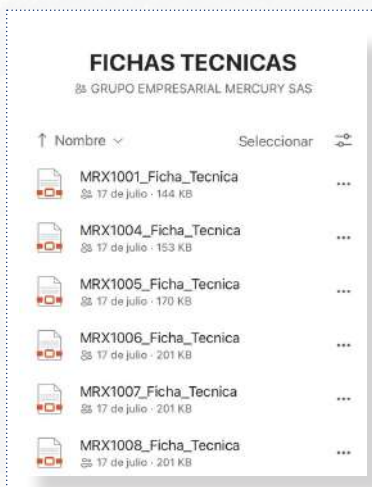 FICHAS TECNICAS
GRUPO EMPRESARIAL MERCURY SAS
↑ Nombre Seleccionar
MRX1001_Ficha_Tecnica
17 de julio · 144 KB
MRX1004_Ficha_Tecnica
17 de julio · 153 KB
MRX1005_Ficha_Tecnica
17 de julio · 170 KB
MRX1006_Ficha_Tecnica
17 de julio · 201 KB
MRX1007_Ficha_Tecnica
17 de julio · 201 KB
MRX1008_Ficha_Tecnica
17 de julio · 201 KB